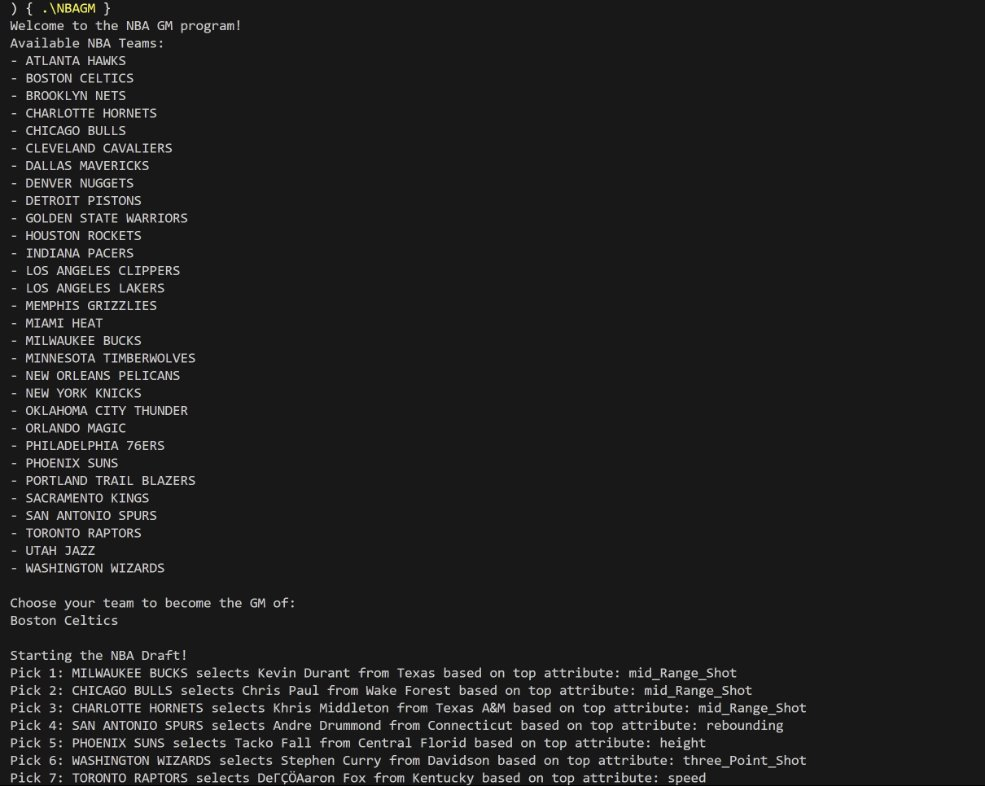 ) { .\NBAGM }
Welcome to the NBA GM program!
Available NBA Teams:
- ATLANTA HAWKS
- BOSTON CELTICS
- BROOKLYN NETS
- CHARLOTTE HORNETS
- CHICAGO BULLS
- CLEVELAND CAVALIERS
- DALLAS MAVERICKS
- DENVER NUGGETS
- DETROIT PISTONS
- GOLDEN STATE WARRIORS
- HOUSTON ROCKETS
- INDIANA PACERS
- LOS ANGELES CLIPPERS
- LOS ANGELES LAKERS
- MEMPHIS GRIZZLIES
- MIAMI HEAT
- MILWAUKEE BUCKS
- MINNESOTA TIMBERWOLVES
- NEW ORLEANS PELICANS
- NEW YORK KNICKS
- OKLAHOMA CITY THUNDER
- ORLANDO MAGIC
- PHILADELPHIA 76ERS
- PHOENIX SUNS
- PORTLAND TRAIL BLAZERS
- SACRAMENTO KINGS
- SAN ANTONIO SPURS
- TORONTO RAPTORS
- UTAH JAZZ
- WASHINGTON WIZARDS
Choose your team to become the GM of:
Boston Celtics
Starting the NBA Draft!
Pick 1: MILWAUKEE BUCKS selects Kevin Durant from Texas based on top attribute: mid_Range_Shot
Pick 2: CHICAGO BULLS selects Chris Paul from Wake Forest based on top attribute: mid_Range_Shot
Pick 3: CHARLOTTE HORNETS selects Khris Middleton from Texas A&M based on top attribute: mid_Range_Shot
Pick 4: SAN ANTONIO SPURS selects Andre Drummond from Connecticut based on top attribute: rebounding
Pick 5: PHOENIX SUNS selects Tacko Fall from Central Florid based on top attribute: height
Pick 6: WASHINGTON WIZARDS selects Stephen Curry from Davidson based on top attribute: three_Point_Shot
Pick 7: TORONTO RAPTORS selects DeΓÇÖAaron Fox from Kentucky based on top attribute: speed